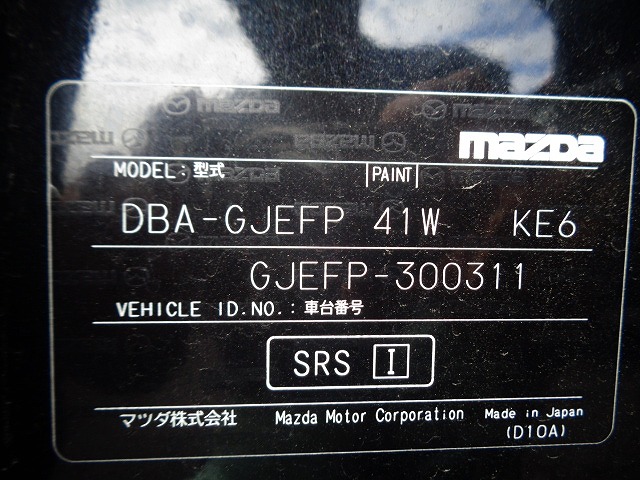 mazda
MODEL：型式 PAINT
DBA-GJEFP 41W KE6
GJEFP-300311
VEHICLE ID.NO.：車台番号
SRS I
マツダ株式会社 Mazda Motor Corporation Made in Japan
(D10A)